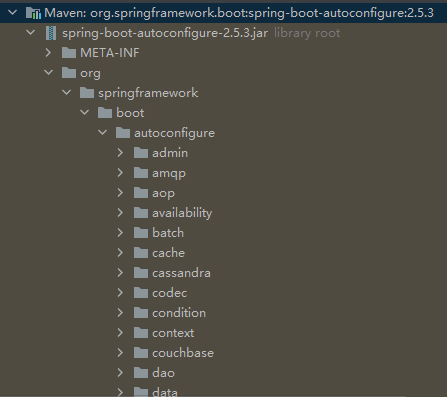 Maven: org.springframework.boot:spring-boot-autoconfigure:2.5.3
spring-boot-autoconfigure-2.5.3.jar library root
META-INF
org
springframework
boot
autoconfigure
admin
amqp
aop
availability
batch
cache
cassandra
codec
condition
context
couchbase
dao
data